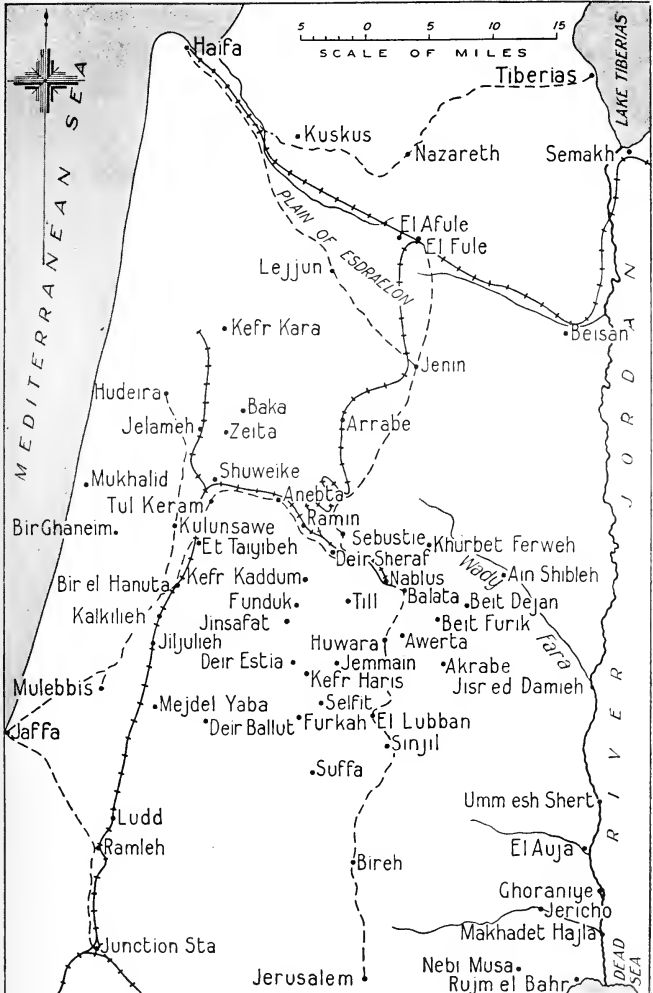 Haifa
5 0 5 10 15
SCALE OF MILES
MEDITERRANEAN SEA
Tiberias
LAKE TIBERIAS
Kuskus
Nazareth
Semakh
PLAIN OF ESDRAELON
El Afule
El Fule
Lejjun
Beisan
Kefr Kara
Jenin
RIVER JORDAN
Hudeira
Baka
Jelameh
Zeita
Arrabe
Mukhalid
Shuweike
Tul Keram
Anebta
Bir Ghaneim
Kulunsawe
Ramin
Et Taiyibeh
Sebustie
Khurbet Ferweh
Deir Sheraf
Bir el Hanuta
Kefr Kaddum
Nablus
Wady Fara
Ain Shibleh
Balata
Kalkilieh
Funduk
Till
Beit Dejan
Jinsafat
Beit Furik
Jiljulieh
Huwara
Awerta
Deir Estia
Jemmain
Akrabe
Kefr Haris
Jisr ed Damieh
Mulebbis
Mejdel Yaba
Selfit
Deir Ballut
Furkah
El Lubban
Jaffa
Sinjil
Suffa
Umm esh Shert
Ludd
Ramleh
El Auja
Bireh
Ghoraniye
Jericho
Makhadet Hajla
Junction Sta
DEAD SEA
Nebi Musa
Jerusalem
Rujm el Bahr